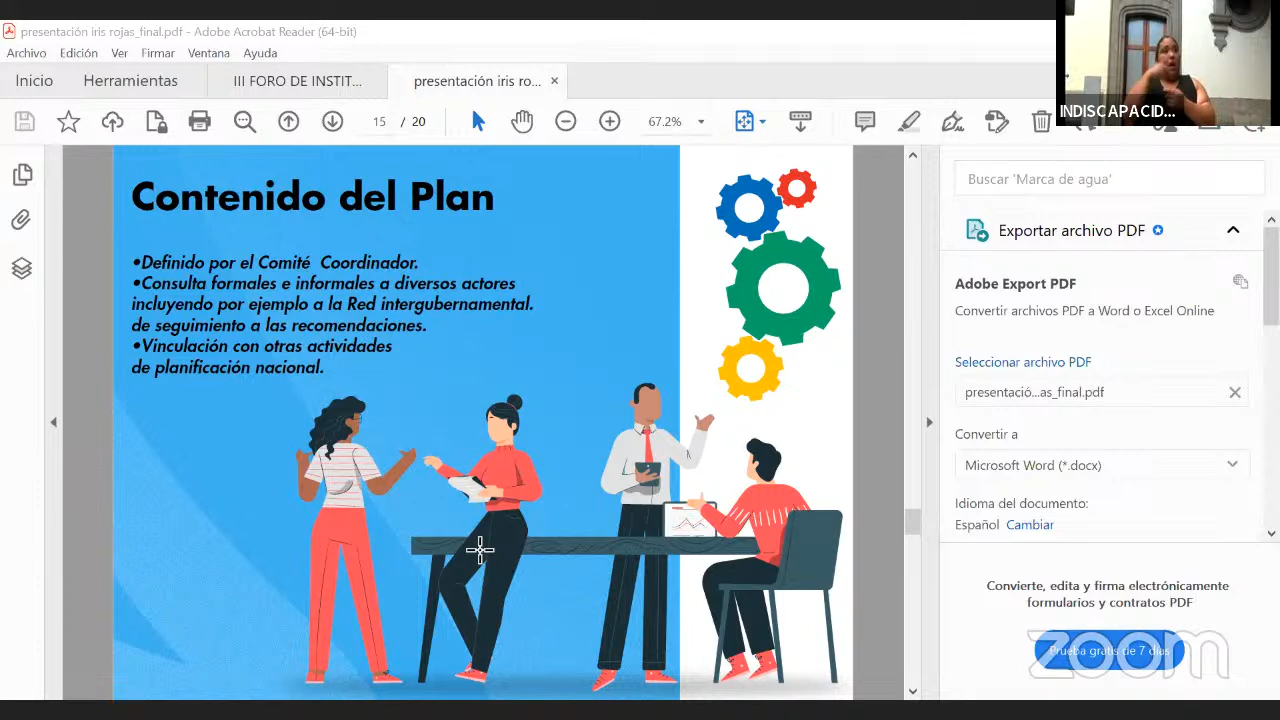 presentación iris rojas_final.pdf - Adobe Acrobat Reader (64-bit)
Archivo Edición Ver Firmar Ventana Ayuda
Inicio Herramientas III FORO DE INSTIT... presentación iris ro... ×
15 / 20 67.2%
INDISCAPACID...
Contenido del Plan
•Definido por el Comité Coordinador.
•Consulta formales e informales a diversos actores
incluyendo por ejemplo a la Red intergubernamental.
de seguimiento a las recomendaciones.
•Vinculación con otras actividades
de planificación nacional.
Buscar 'Marca de agua'
Exportar archivo PDF
Adobe Export PDF
Convertir archivos PDF a Word o Excel Online
Seleccionar archivo PDF
presentació...as_final.pdf
Convertir a
Microsoft Word (*.docx)
Idioma del documento:
Español Cambiar
Convierte, edita y firma electrónicamente
formularios y contratos PDF
Prueba gratis de 7 días
zoom